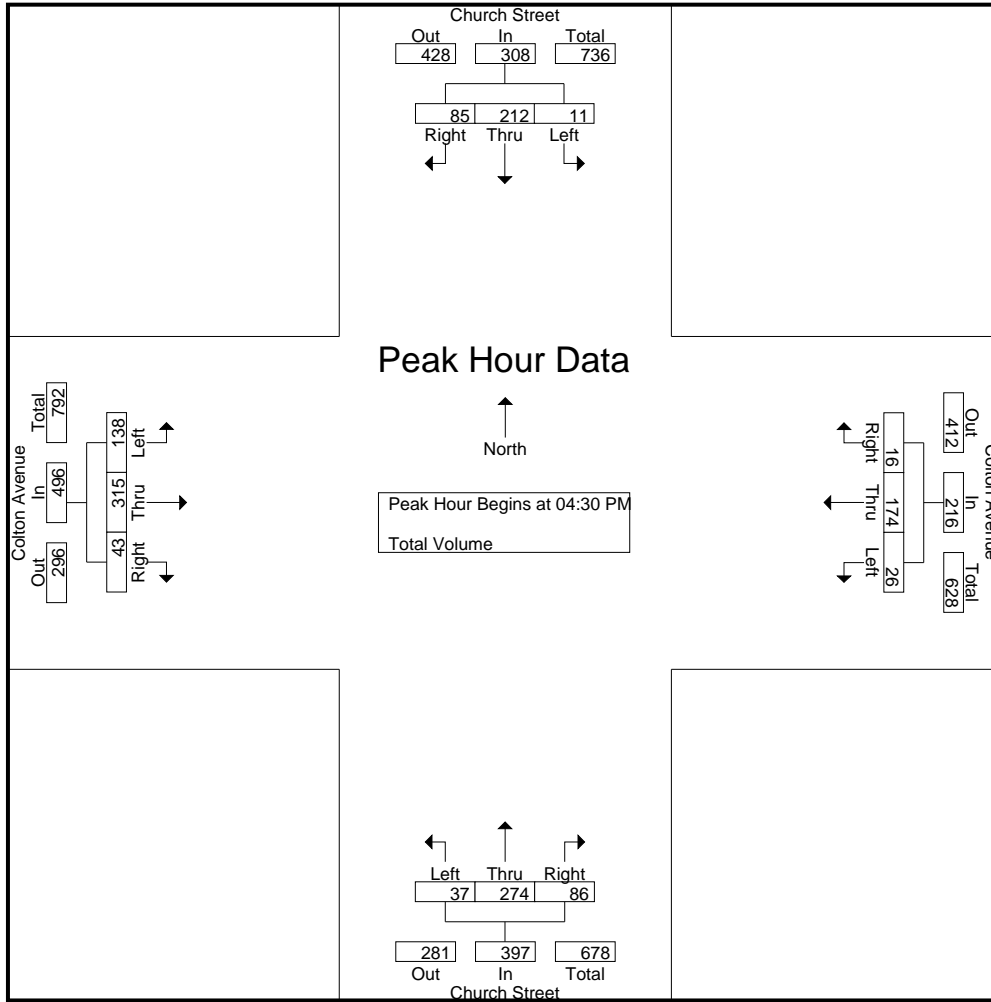 Church Street
Out In Total
428 308 736
85 212 11
Right Thru Left
Peak Hour Data
North
Peak Hour Begins at 04:30 PM
Total Volume
Colton Avenue
Out In Total
296 496 792
138 315 43
Left Thru Right
Colton Avenue
Out In Total
412 216 628
16 174 26
Right Thru Left
Left Thru Right
37 274 86
281 397 678
Out In Total
Church Street